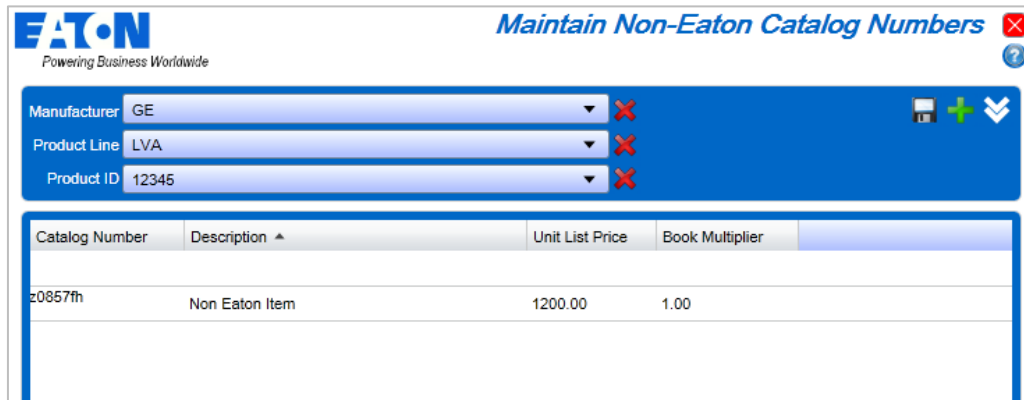 EATON
Powering Business Worldwide
Maintain Non-Eaton Catalog Numbers
?
Manufacturer GE
Product Line LVA
Product ID 12345
Catalog Number Description Unit List Price Book Multiplier
z0857fh Non Eaton Item 1200.00 1.00